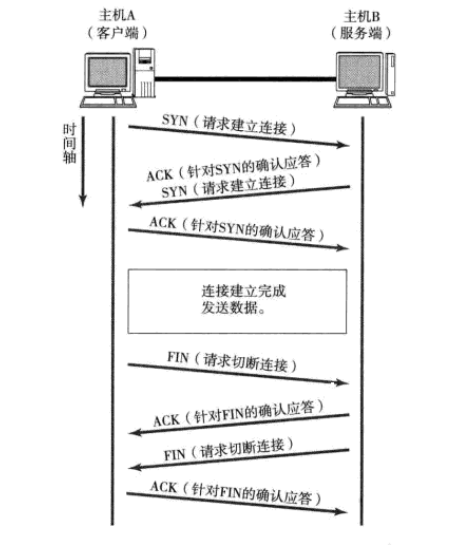 主机A
（客户端）
主机B
（服务端）
时间轴
SYN（请求建立连接）
ACK（针对SYN的确认应答）
SYN（请求建立连接）
ACK（针对SYN的确认应答）
连接建立完成
发送数据。
FIN（请求切断连接）
ACK（针对FIN的确认应答）
FIN（请求切断连接）
ACK（针对FIN的确认应答）